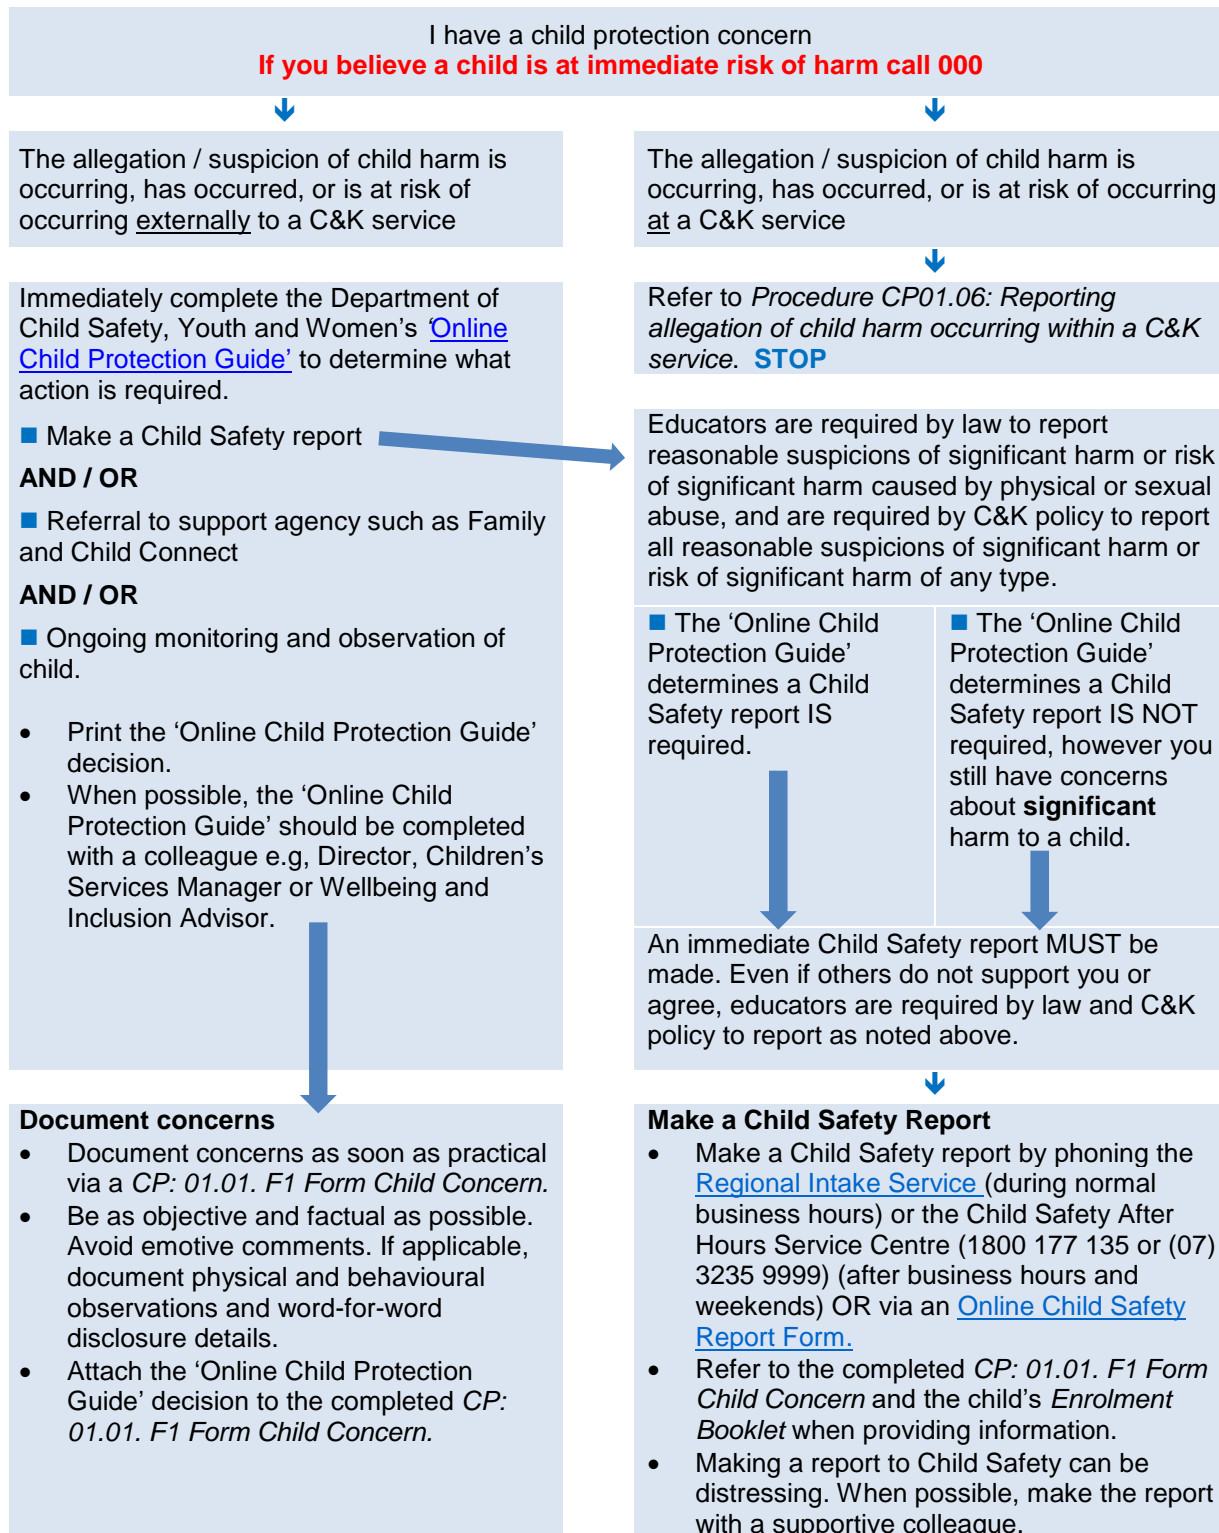 I have a child protection concern
If you believe a child is at immediate risk of harm call 000
The allegation / suspicion of child harm is
occurring, has occurred, or is at risk of
occurring externally to a C&K service
The allegation / suspicion of child harm is
occurring, has occurred, or is at risk of occurring
at a C&K service
Immediately complete the Department of
Child Safety, Youth and Women's 'Online
Child Protection Guide' to determine what
action is required.
■ Make a Child Safety report
AND / OR
■ Referral to support agency such as Family
and Child Connect
AND / OR
■ Ongoing monitoring and observation of
child.
• Print the 'Online Child Protection Guide'
decision.
• When possible, the 'Online Child
Protection Guide' should be completed
with a colleague e.g, Director, Children's
Services Manager or Wellbeing and
Inclusion Advisor.
Refer to Procedure CP01.06: Reporting
allegation of child harm occurring within a C&K
service. STOP
Educators are required by law to report
reasonable suspicions of significant harm or risk
of significant harm caused by physical or sexual
abuse, and are required by C&K policy to report
all reasonable suspicions of significant harm or
risk of significant harm of any type.
■ The 'Online Child
Protection Guide'
determines a Child
Safety report IS
required.
■ The 'Online Child
Protection Guide'
determines a Child
Safety report IS NOT
required, however you
still have concerns
about significant
harm to a child.
An immediate Child Safety report MUST be
made. Even if others do not support you or
agree, educators are required by law and C&K
policy to report as noted above.
Document concerns
• Document concerns as soon as practical
via a CP: 01.01. F1 Form Child Concern.
• Be as objective and factual as possible.
Avoid emotive comments. If applicable,
document physical and behavioural
observations and word-for-word
disclosure details.
• Attach the 'Online Child Protection
Guide' decision to the completed CP:
01.01. F1 Form Child Concern.
Make a Child Safety Report
• Make a Child Safety report by phoning the
Regional Intake Service (during normal
business hours) or the Child Safety After
Hours Service Centre (1800 177 135 or (07)
3235 9999) (after business hours and
weekends) OR via an Online Child Safety
Report Form.
• Refer to the completed CP: 01.01. F1 Form
Child Concern and the child's Enrolment
Booklet when providing information.
• Making a report to Child Safety can be
distressing. When possible, make the report
with a supportive colleague.